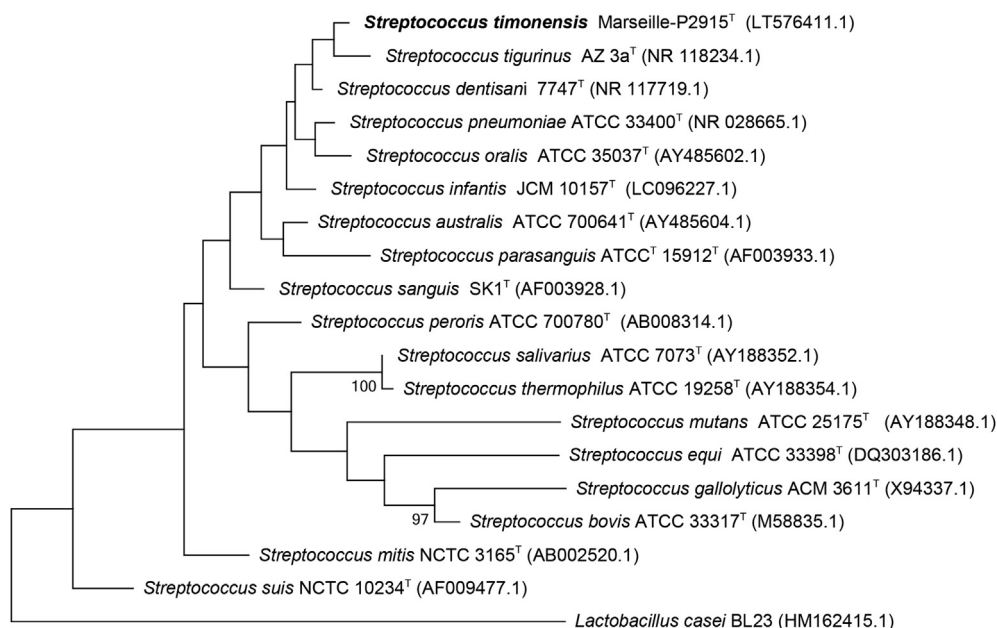 Streptococcus timonensis Marseille-P2915ᵀ (LT576411.1)
Streptococcus tigurinus AZ 3aᵀ (NR 118234.1)
Streptococcus dentisani 7747ᵀ (NR 117719.1)
Streptococcus pneumoniae ATCC 33400ᵀ (NR 028665.1)
Streptococcus oralis ATCC 35037ᵀ (AY485602.1)
Streptococcus infantis JCM 10157ᵀ (LC096227.1)
Streptococcus australis ATCC 700641ᵀ (AY485604.1)
Streptococcus parasanguis ATCCᵀ 15912ᵀ (AF003933.1)
Streptococcus sanguis SK1ᵀ (AF003928.1)
Streptococcus peroris ATCC 700780ᵀ (AB008314.1)
Streptococcus salivarius ATCC 7073ᵀ (AY188352.1)
100
Streptococcus thermophilus ATCC 19258ᵀ (AY188354.1)
Streptococcus mutans ATCC 25175ᵀ (AY188348.1)
Streptococcus equi ATCC 33398ᵀ (DQ303186.1)
Streptococcus gallolyticus ACM 3611ᵀ (X94337.1)
97
Streptococcus bovis ATCC 33317ᵀ (M58835.1)
Streptococcus mitis NCTC 3165ᵀ (AB002520.1)
Streptococcus suis NCTC 10234ᵀ (AF009477.1)
Lactobacillus casei BL23 (HM162415.1)